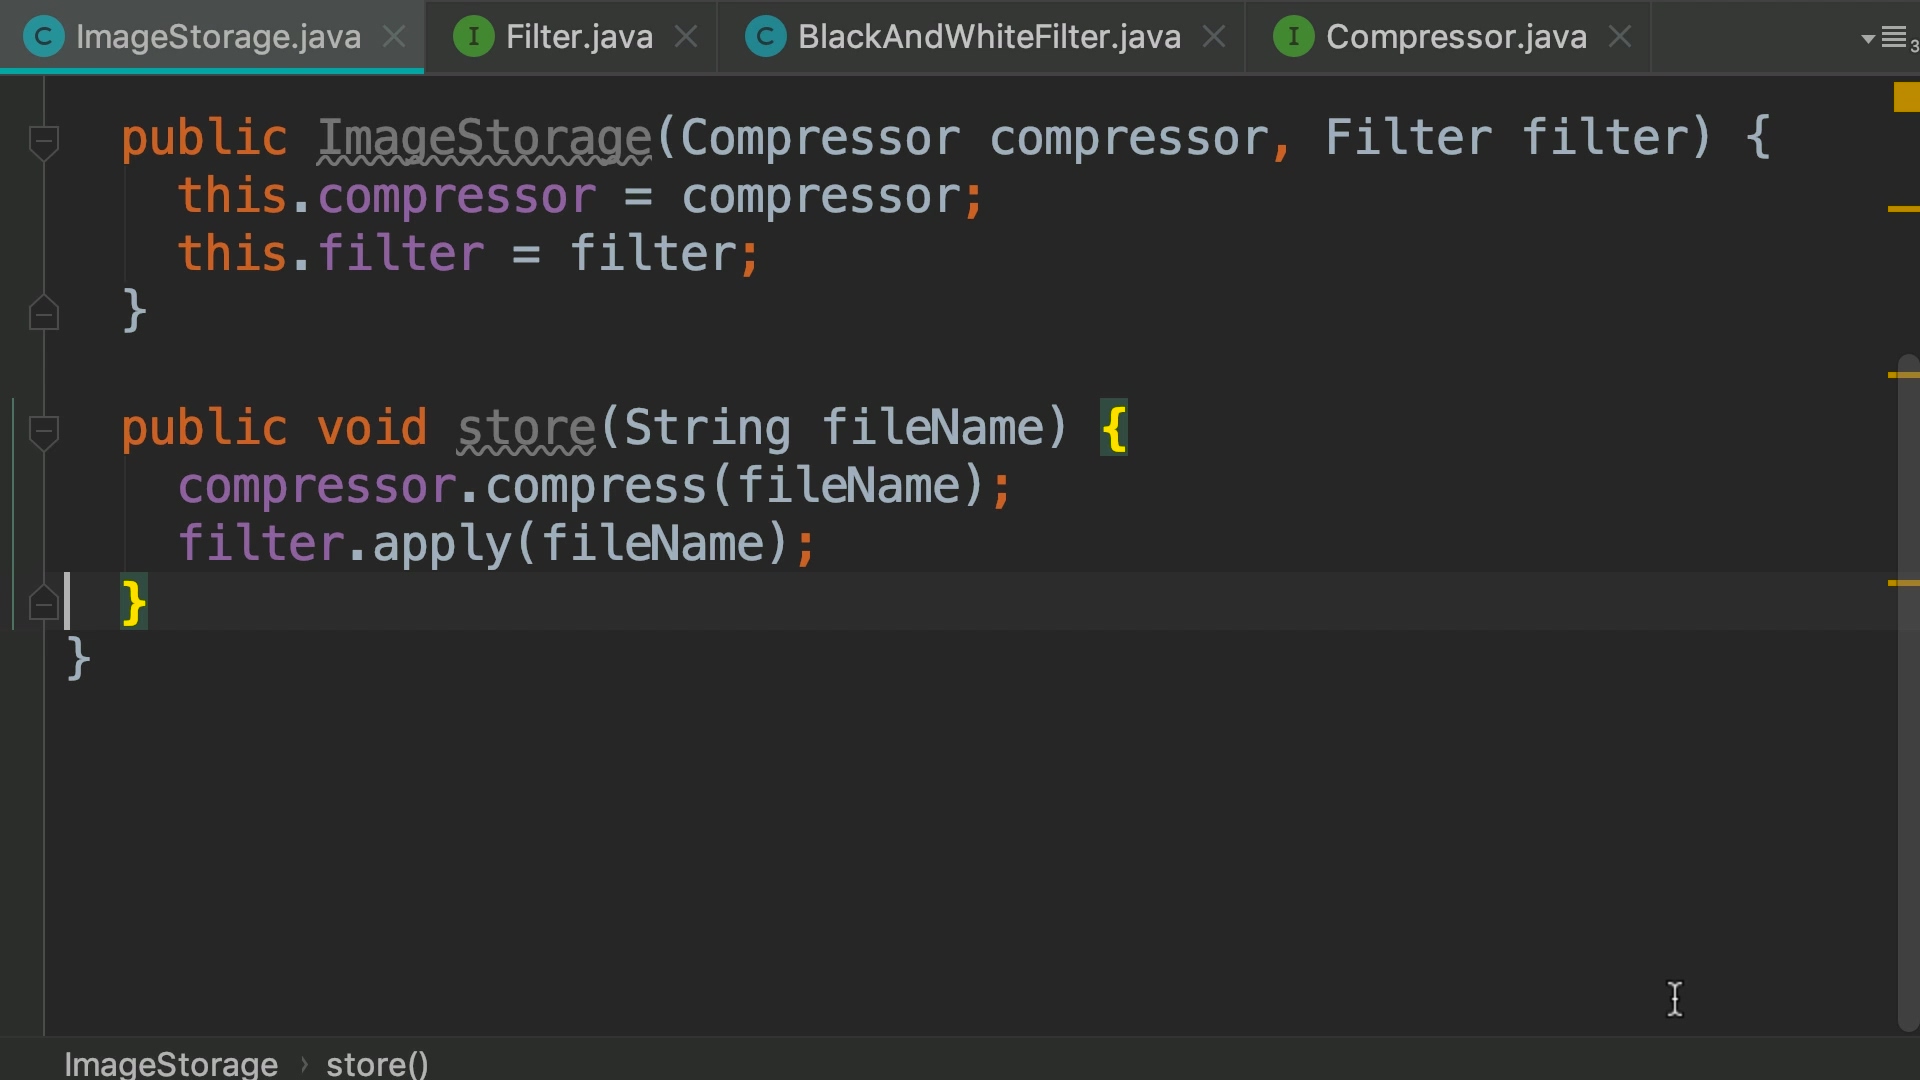 ImageStorage.java Filter.java BlackAndWhiteFilter.java Compressor.java 3
public ImageStorage(Compressor compressor, Filter filter) {
this.compressor = compressor;
this.filter = filter;
}
public void store(String fileName) {
compressor.compress(fileName);
filter.apply(fileName);
}
}
ImageStorage › store()